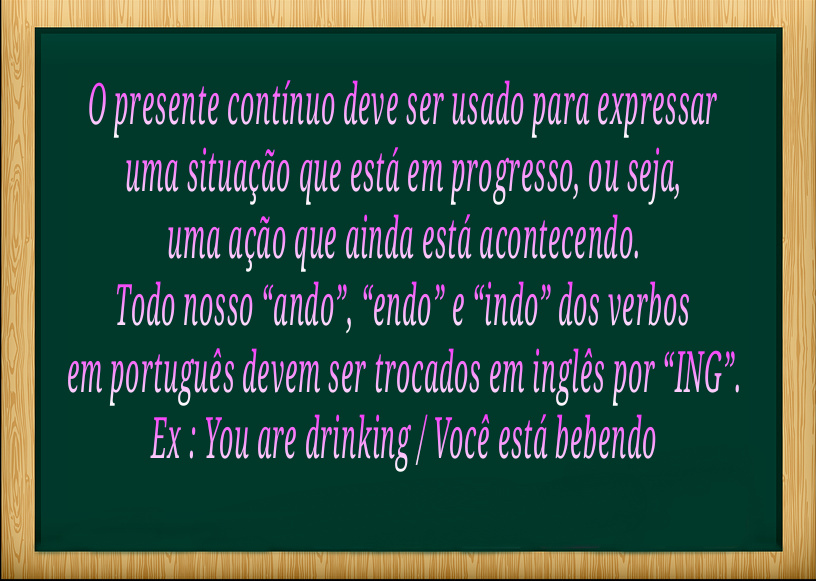 O presente contínuo deve ser usado para expressar
uma situação que está em progresso, ou seja,
uma ação que ainda está acontecendo.
Todo nosso “ando”, “endo” e “indo” dos verbos
em português devem ser trocados em inglês por “ING”.
Ex : You are drinking / Você está bebendo